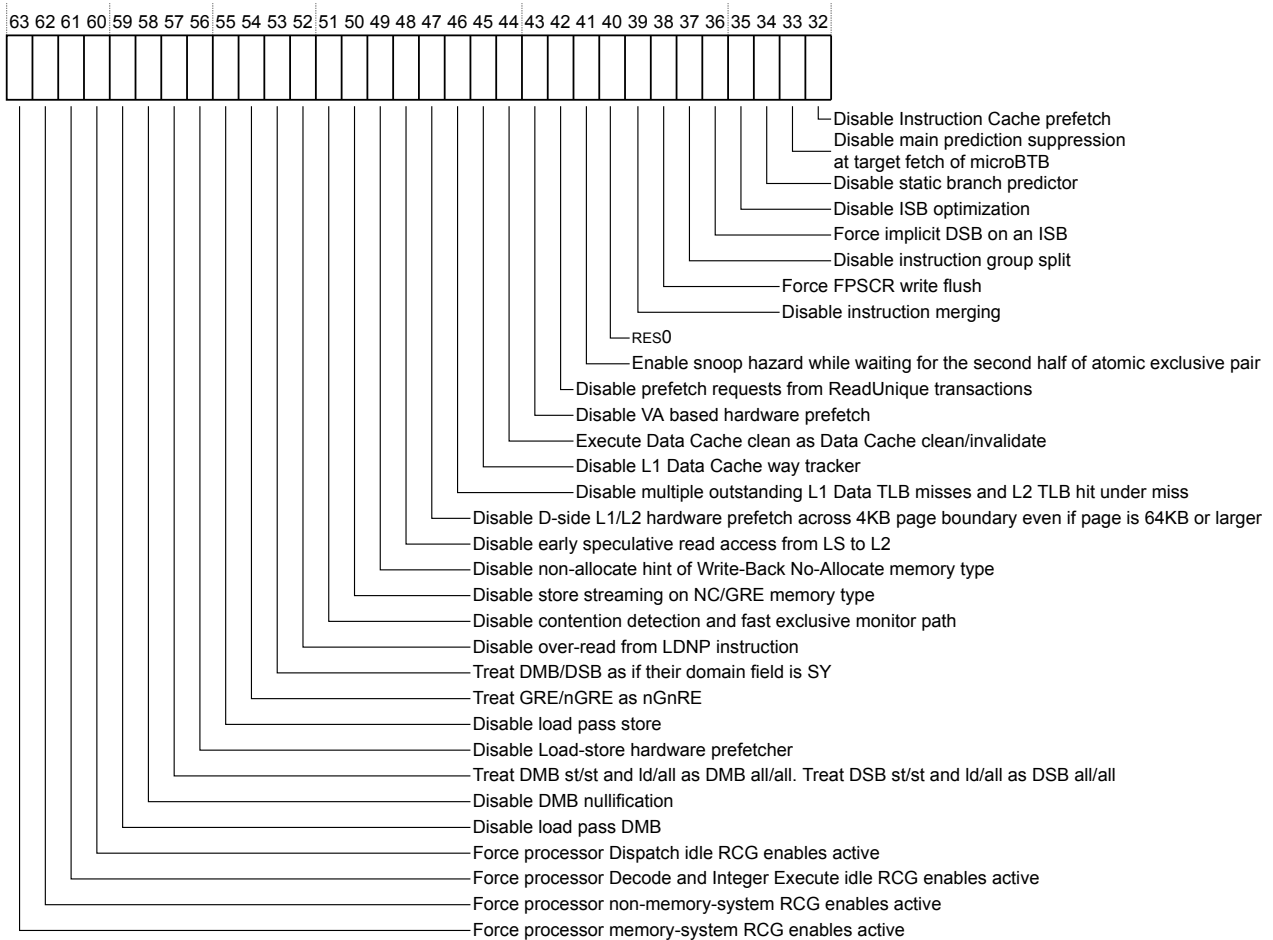 63 62 61 60 59 58 57 56 55 54 53 52 51 50 49 48 47 46 45 44 43 42 41 40 39 38 37 36 35 34 33 32
Disable Instruction Cache prefetch
Disable main prediction suppression
at target fetch of microBTB
Disable static branch predictor
Disable ISB optimization
Force implicit DSB on an ISB
Disable instruction group split
Force FPSCR write flush
Disable instruction merging
RES0
Enable snoop hazard while waiting for the second half of atomic exclusive pair
Disable prefetch requests from ReadUnique transactions
Disable VA based hardware prefetch
Execute Data Cache clean as Data Cache clean/invalidate
Disable L1 Data Cache way tracker
Disable multiple outstanding L1 Data TLB misses and L2 TLB hit under miss
Disable D-side L1/L2 hardware prefetch across 4KB page boundary even if page is 64KB or larger
Disable early speculative read access from LS to L2
Disable non-allocate hint of Write-Back No-Allocate memory type
Disable store streaming on NC/GRE memory type
Disable contention detection and fast exclusive monitor path
Disable over-read from LDNP instruction
Treat DMB/DSB as if their domain field is SY
Treat GRE/nGRE as nGnRE
Disable load pass store
Disable Load-store hardware prefetcher
Treat DMB st/st and ld/all as DMB all/all. Treat DSB st/st and ld/all as DSB all/all
Disable DMB nullification
Disable load pass DMB
Force processor Dispatch idle RCG enables active
Force processor Decode and Integer Execute idle RCG enables active
Force processor non-memory-system RCG enables active
Force processor memory-system RCG enables active